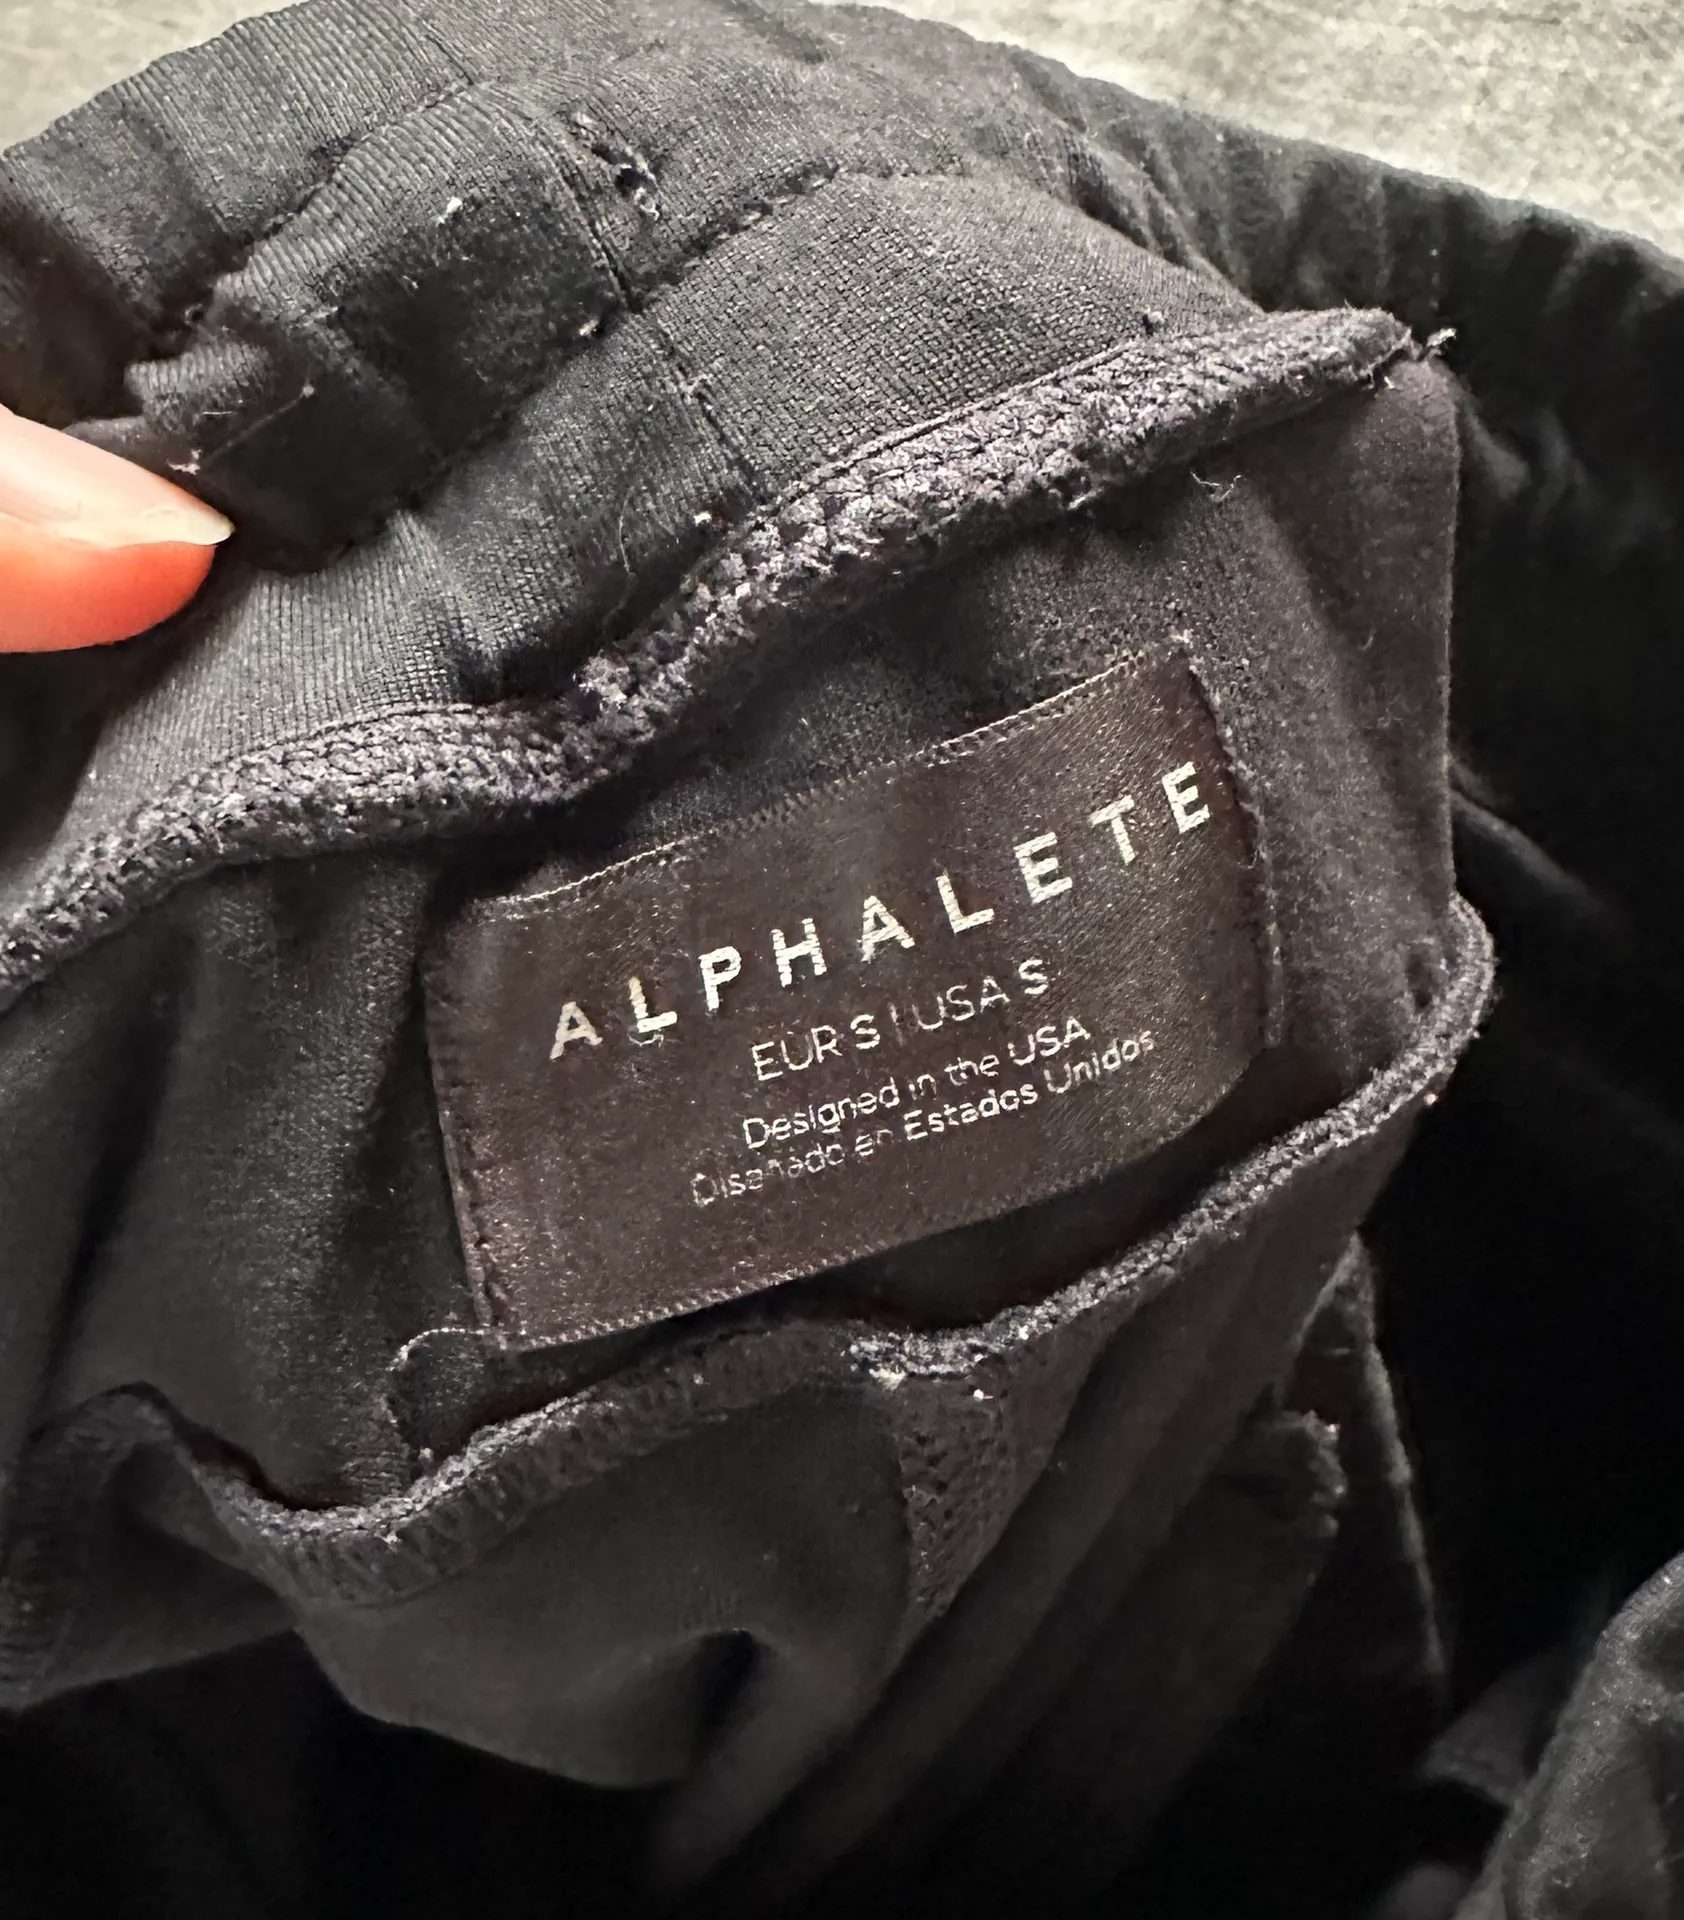 ALPHALETE
EUR S | USA S
Designed in the USA
Diseñado en Estados Unidos